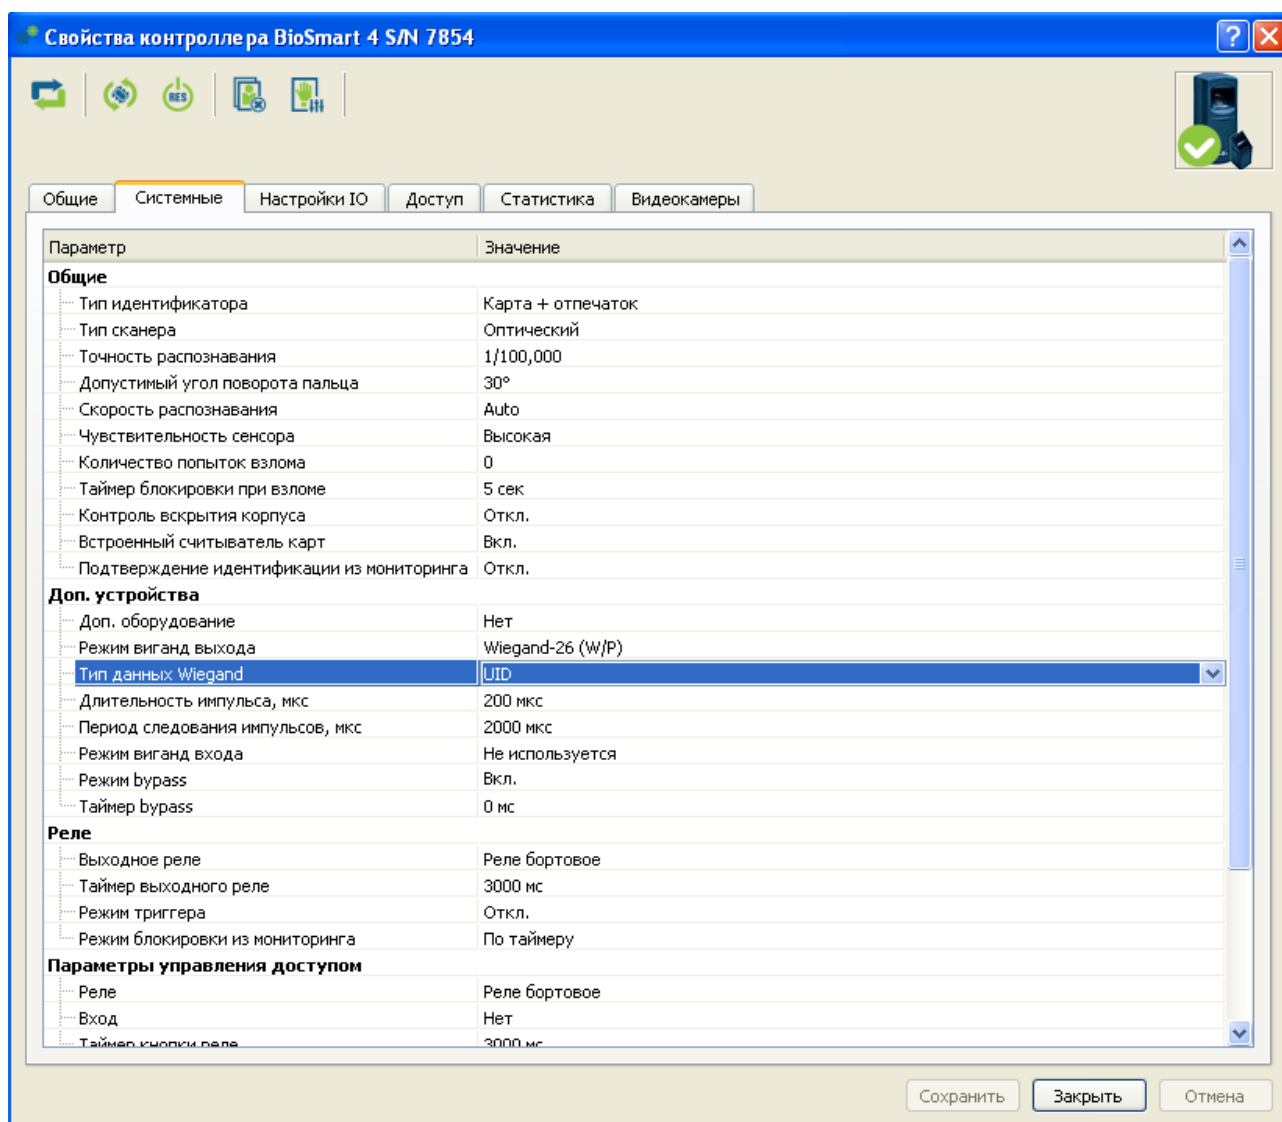 Свойства контроллера BioSmart 4 S/N 7854
RES
Общие Системные Настройки IO Доступ Статистика Видеокамеры
Параметр Значение
Общие
Тип идентификатора Карта + отпечаток
Тип сканера Оптический
Точность распознавания 1/100,000
Допустимый угол поворота пальца 30°
Скорость распознавания Auto
Чувствительность сенсора Высокая
Количество попыток взлома 0
Таймер блокировки при взломе 5 сек
Контроль вскрытия корпуса Откл.
Встроенный считыватель карт Вкл.
Подтверждение идентификации из мониторинга Откл.
Доп. устройства
Доп. оборудование Нет
Режим виганд выхода Wiegand-26 (W/P)
Тип данных Wiegand UID
Длительность импульса, мкс 200 мкс
Период следования импульсов, мкс 2000 мкс
Режим виганд входа Не используется
Режим bypass Вкл.
Таймер bypass 0 мс
Реле
Выходное реле Реле бортовое
Таймер выходного реле 3000 мс
Режим триггера Откл.
Режим блокировки из мониторинга По таймеру
Параметры управления доступом
Реле Реле бортовое
Вход Нет
Таймер кнопки реле 3000 мс
Сохранить Закрыть Отмена